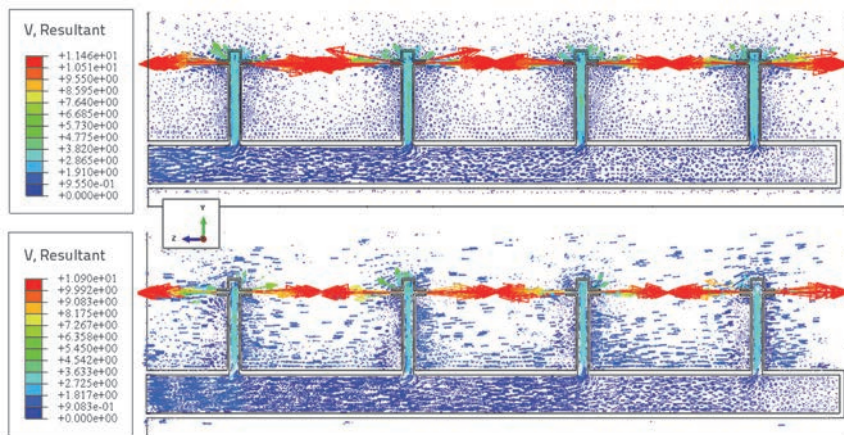 V, Resultant
+1.146e+01
+1.051e+01
+9.550e+00
+8.595e+00
+7.640e+00
+6.685e+00
+5.730e+00
+4.775e+00
+3.820e+00
+2.865e+00
+1.910e+00
+9.550e-01
+0.000e+00
Y
Z
V, Resultant
+1.090e+01
+9.992e+00
+9.083e+00
+8.175e+00
+7.267e+00
+6.358e+00
+5.450e+00
+4.542e+00
+3.633e+00
+2.725e+00
+1.817e+00
+9.083e-01
+0.000e+00